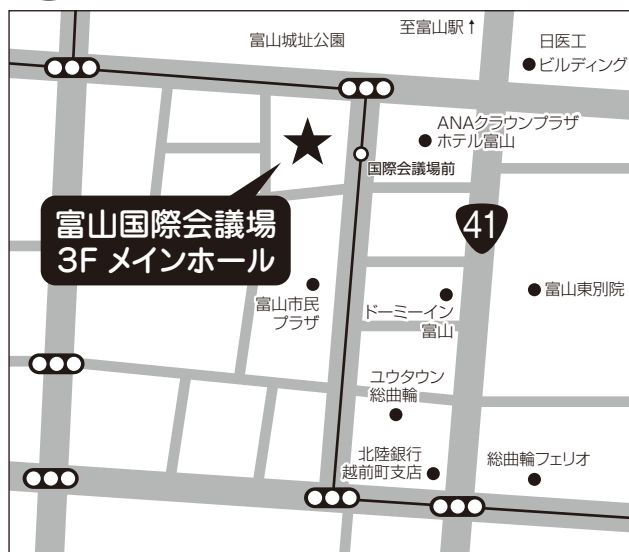 富山城址公園
至富山駅↑
日医工
ビルディング
ANAクラウンプラザ
ホテル富山
国際会議場前
富山国際会議場
3F メインホール
41
富山市民
プラザ
ドーミーイン
富山
富山東別院
ユウタウン
総曲輪
北陸銀行
越前町支店
総曲輪フェリオ